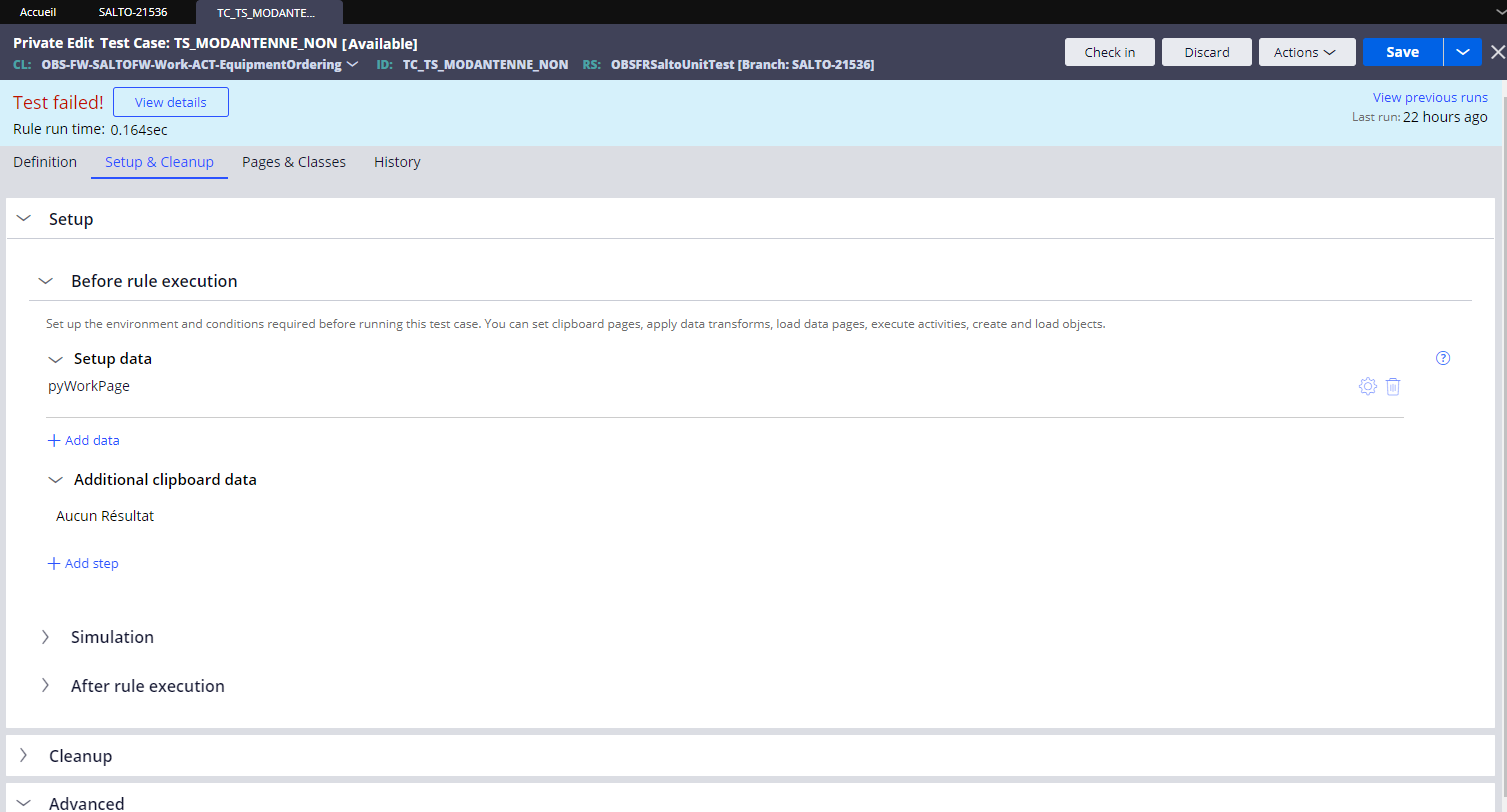 Accueil SALTO-21536 TC_TS_MODANTE...
Private Edit Test Case: TS_MODANTENNE_NON [Available]
Check in Discard Actions Save
CL: OBS-FW-SALTOFW-Work-ACT-EquipmentOrdering ID: TC_TS_MODANTENNE_NON RS: OBSFRSaltoUnitTest [Branch: SALTO-21536]
Test failed! View details
View previous runs
Rule run time: 0.164sec
Last run: 22 hours ago
Definition Setup & Cleanup Pages & Classes History
Setup
Before rule execution
Set up the environment and conditions required before running this test case. You can set clipboard pages, apply data transforms, load data pages, execute activities, create and load objects.
Setup data
pyWorkPage
+ Add data
Additional clipboard data
Aucun Résultat
+ Add step
Simulation
After rule execution
Cleanup
Advanced